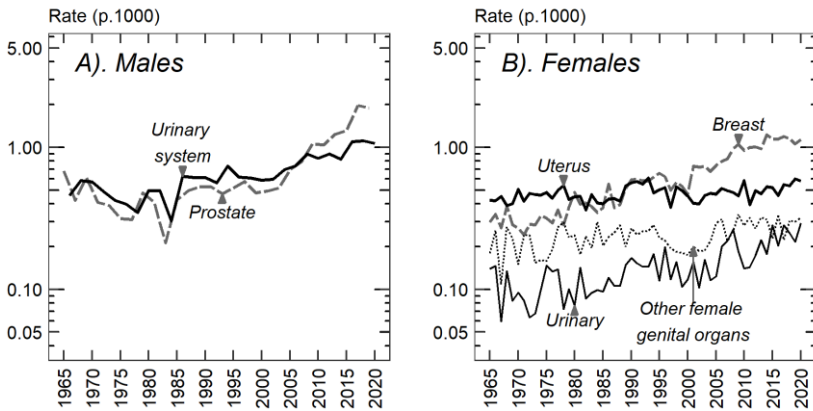 Rate (p.1000)
5.00
1.00
0.10
0.05
A). Males
Urinary
system
Prostate
1965
1970
1975
1980
1985
1990
1995
2000
2005
2010
2015
2020
Rate (p.1000)
5.00
1.00
0.10
0.05
B). Females
Breast
Uterus
Urinary
Other female
genital organs
1965
1970
1975
1980
1985
1990
1995
2000
2005
2010
2015
2020